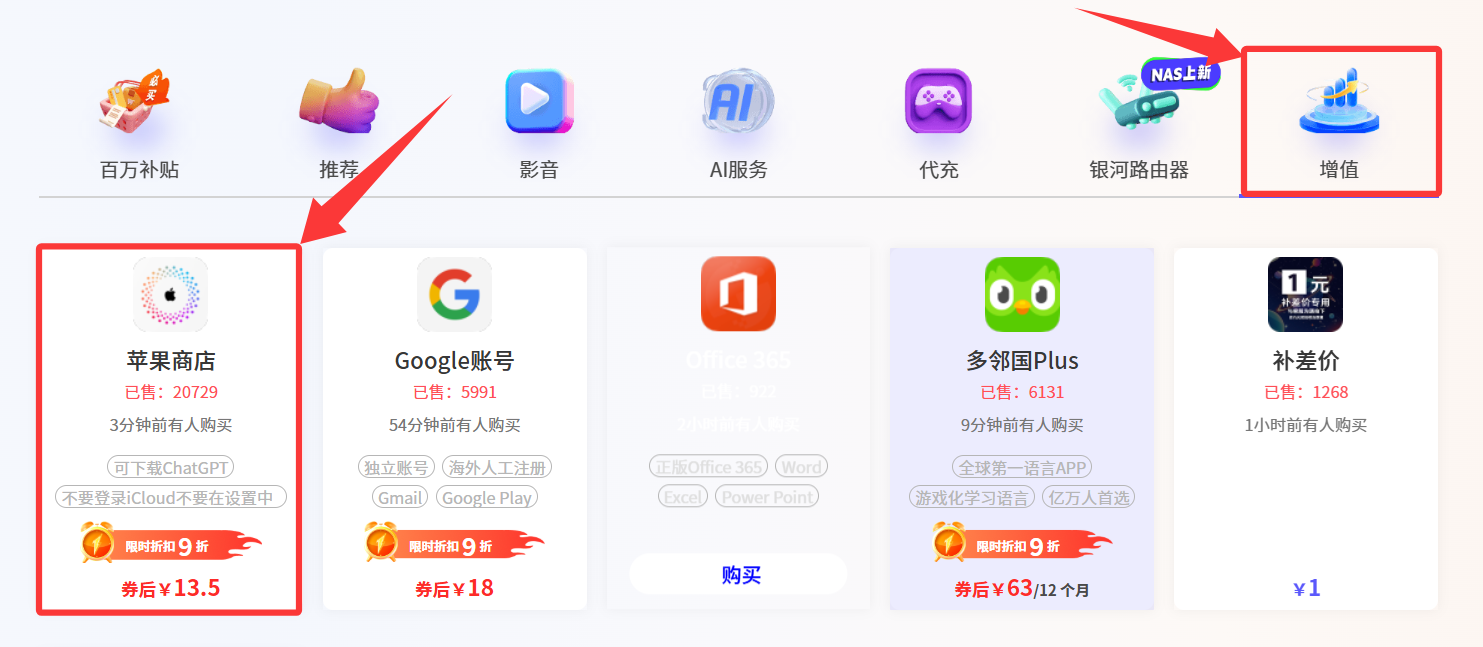 必买
NAS上新
AI
百万补贴
推荐
影音
AI服务
代充
银河路由器
增值
苹果商店
已售：20729
3分钟前有人购买
可下载ChatGPT
不要登录iCloud不要在设置中
限时折扣9折
券后￥13.5
Google账号
已售：5991
54分钟前有人购买
独立账号
海外人工注册
Gmail
Google Play
限时折扣9折
券后￥18
Office 365
已售：922
2小时前有人购买
正版Office 365
Word
Excel
Power Point
购买
多邻国Plus
已售：6131
9分钟前有人购买
全球第一语言APP
游戏化学习语言
亿万人首选
限时折扣9折
券后￥63/12 个月
1元
补差价专用
补差价
已售：1268
1小时前有人购买
￥1